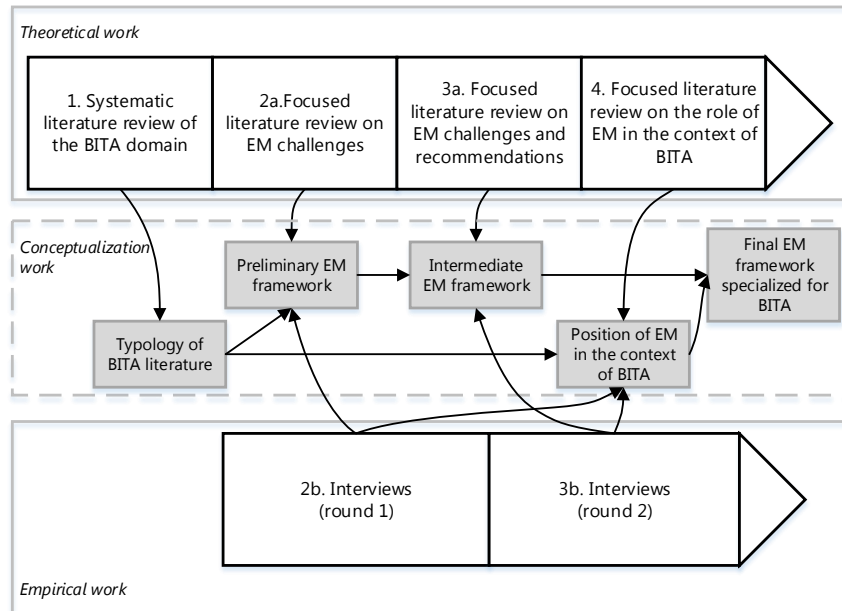 Theoretical work
1. Systematic
literature review of
the BITA domain
2a.Focused
literature review on
EM challenges
3a. Focused
literature review on
EM challenges and
recommendations
4. Focused literature
review on the role of
EM in the context of
BITA
Conceptualization
work
Preliminary EM
framework
Intermediate
EM framework
Final EM
framework
specialized for
BITA
Typology of
BITA literature
Position of EM
in the context
of BITA
2b. Interviews
(round 1)
3b. Interviews
(round 2)
Empirical work